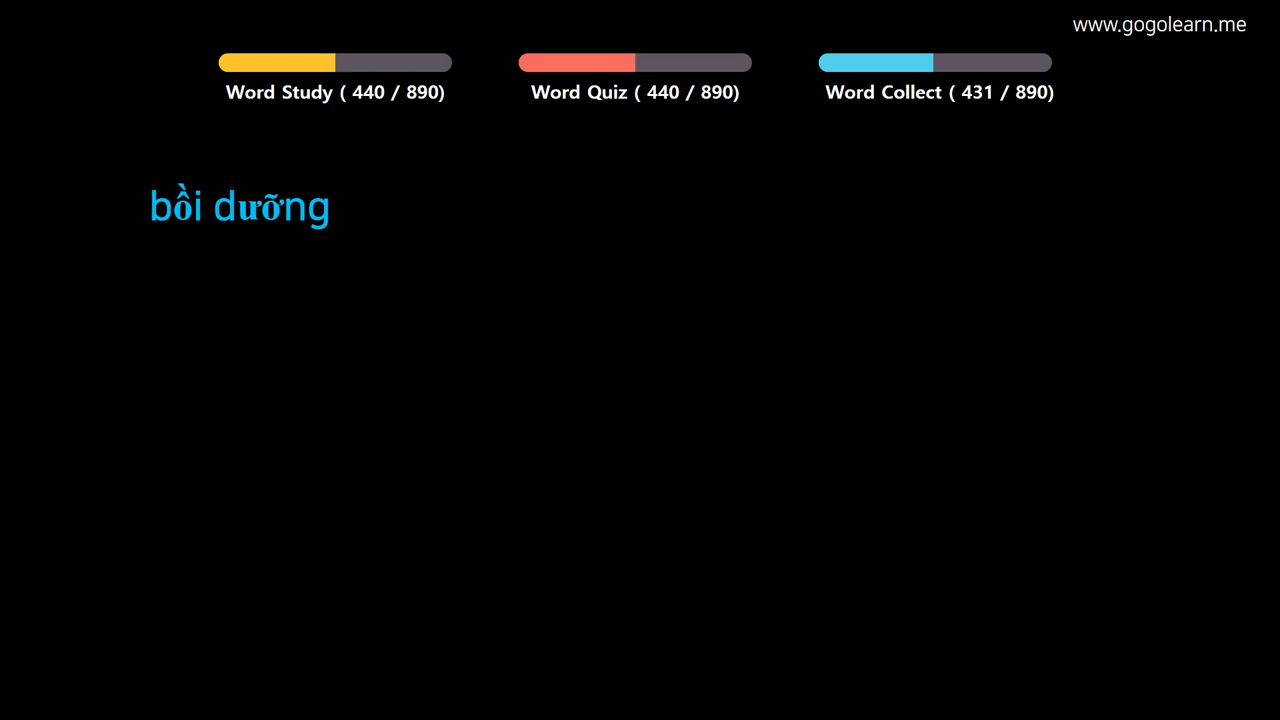 www.gogolearn.me
Word Study ( 440 / 890)
Word Quiz ( 440 / 890)
Word Collect ( 431 / 890)
bồi dưỡng